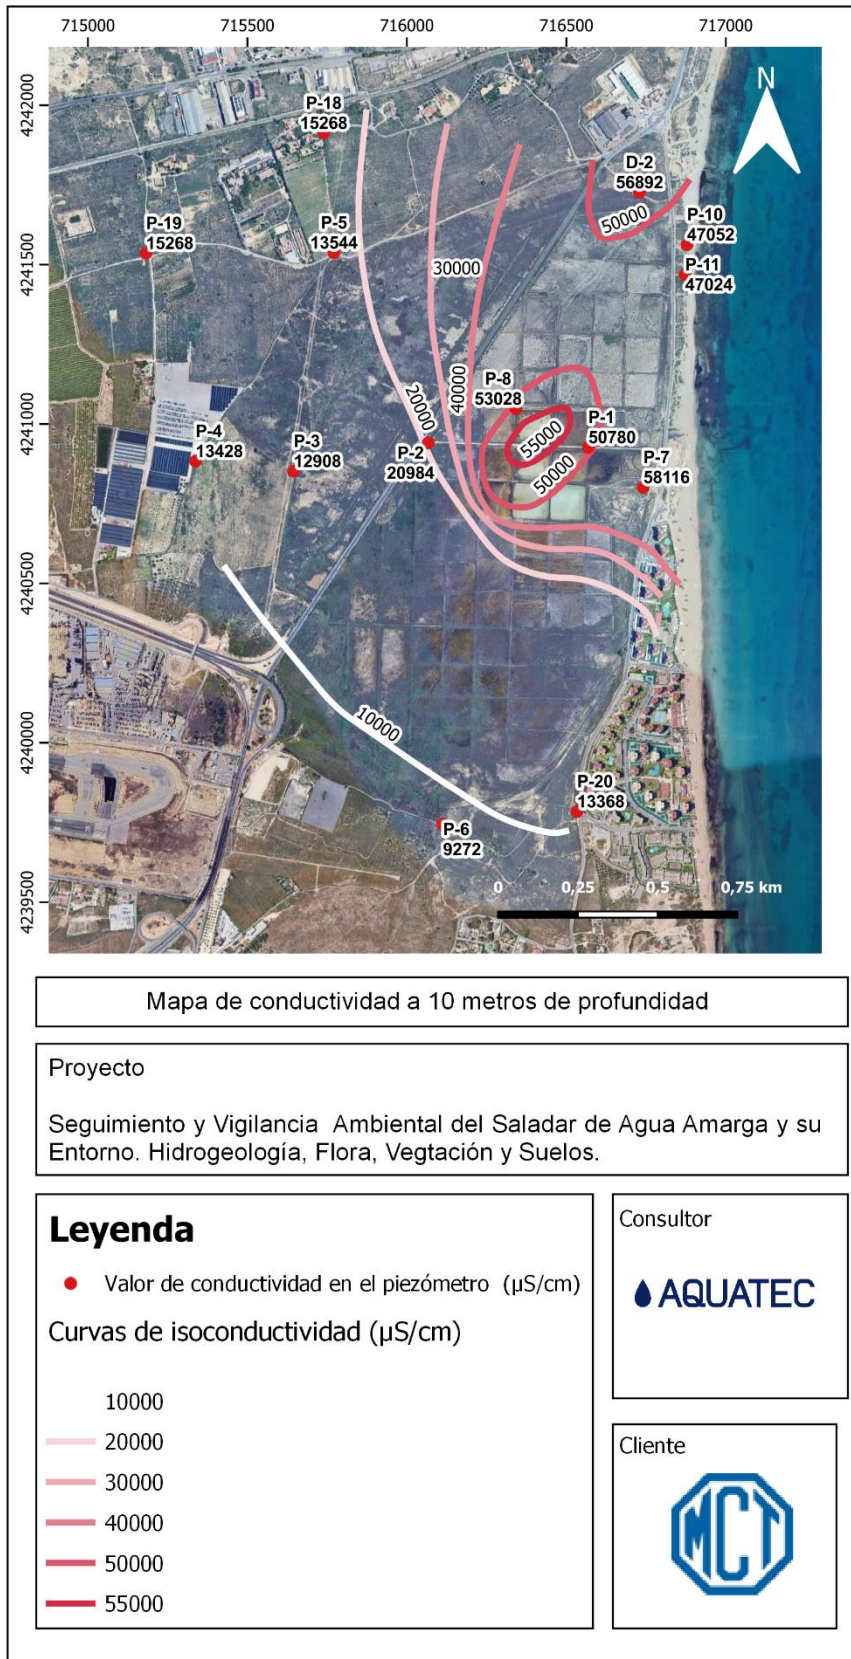 715000
715500
716000
716500
717000
4242000
4241500
4241000
4240500
4240000
4239500
N
P-18
15268
D-2
56892
50000
P-10
47052
P-11
47024
P-19
15268
P-5
13544
30000
20000
40000
P-8
53028
55000
50000
P-1
50780
P-4
13428
P-3
12908
P-2
20984
P-7
58116
10000
P-20
13368
P-6
9272
0
0,25
0,5
0,75 km
Mapa de conductividad a 10 metros de profundidad
Proyecto
Seguimiento y Vigilancia Ambiental del Saladar de Agua Amarga y su
Entorno. Hidrogeología, Flora, Vegtación y Suelos.
Leyenda
Valor de conductividad en el piezómetro (µS/cm)
Curvas de isoconductividad (µS/cm)
10000
20000
30000
40000
50000
55000
Consultor
AQUATEC
Cliente
MCT